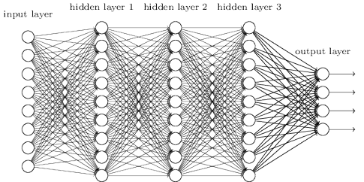 input layer
hidden layer 1
hidden layer 2
hidden layer 3
output layer